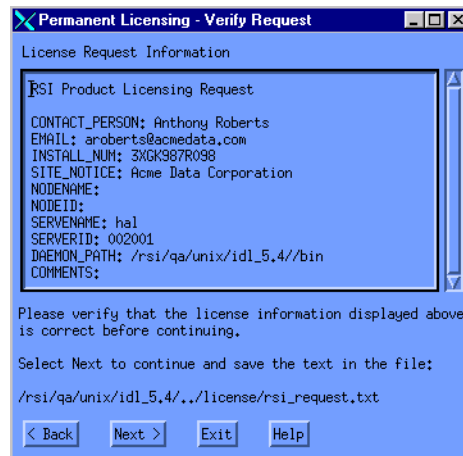 Permanent Licensing - Verify Request
License Request Information
RSI Product Licensing Request
CONTACT_PERSON: Anthony Roberts
EMAIL: aroberts@acmedata.com
INSTALL_NUM: 3XGK987R098
SITE_NOTICE: Acme Data Corporation
NODENAME:
NODEID:
SERVENAME: hal
SERVERID: 002001
DAEMON_PATH: /rsi/qa/unix/idl_5.4//bin
COMMENTS:
Please verify that the license information displayed above
is correct before continuing.
Select Next to continue and save the text in the file:
/rsi/qa/unix/idl_5.4/../license/rsi_request.txt
< Back Next > Exit Help